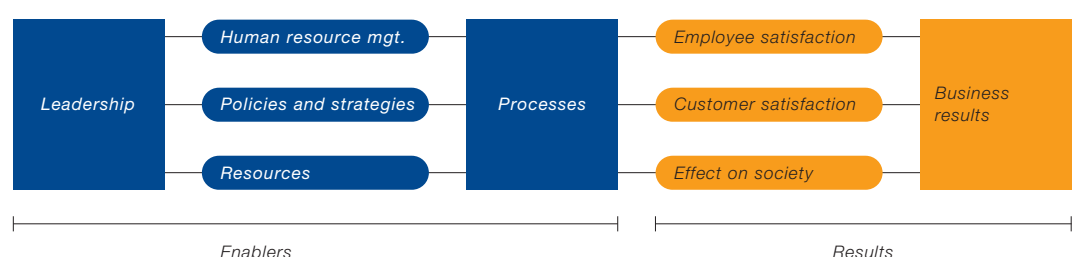 Leadership
Human resource mgt.
Policies and strategies
Resources
Processes
Employee satisfaction
Customer satisfaction
Effect on society
Business
results
Enablers
Results